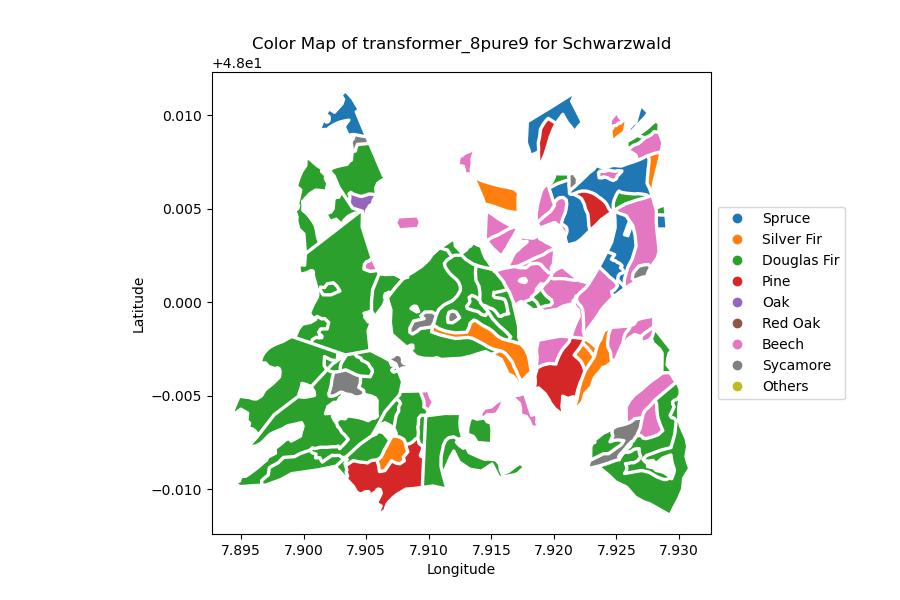 Color Map of transformer_8pure9 for Schwarzwald
+4.8e1
0.010
0.005
0.000
−0.005
−0.010
Latitude
7.895 7.900 7.905 7.910 7.915 7.920 7.925 7.930
Longitude
Spruce
Silver Fir
Douglas Fir
Pine
Oak
Red Oak
Beech
Sycamore
Others